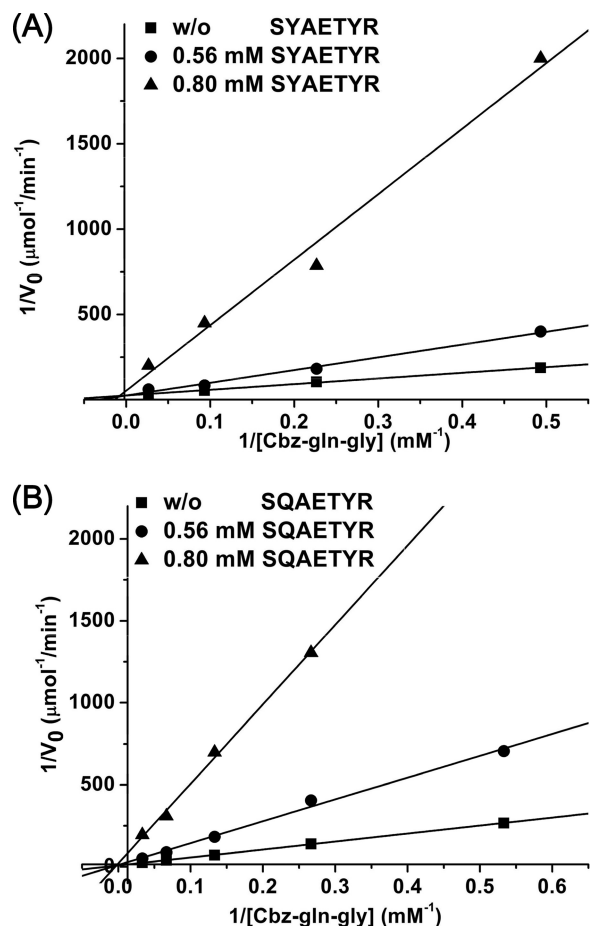 (A)
w/o SYAETYR
0.56 mM SYAETYR
0.80 mM SYAETYR
2000
1500
1000
500
0
1/V0 (μmol-1/min-1)
0.0 0.1 0.2 0.3 0.4 0.5
1/[Cbz-gln-gly] (mM-1)
(B)
w/o SQAETYR
0.56 mM SQAETYR
0.80 mM SQAETYR
2000
1500
1000
500
0
1/V0 (μmol-1/min-1)
0.0 0.1 0.2 0.3 0.4 0.5 0.6
1/[Cbz-gln-gly] (mM-1)